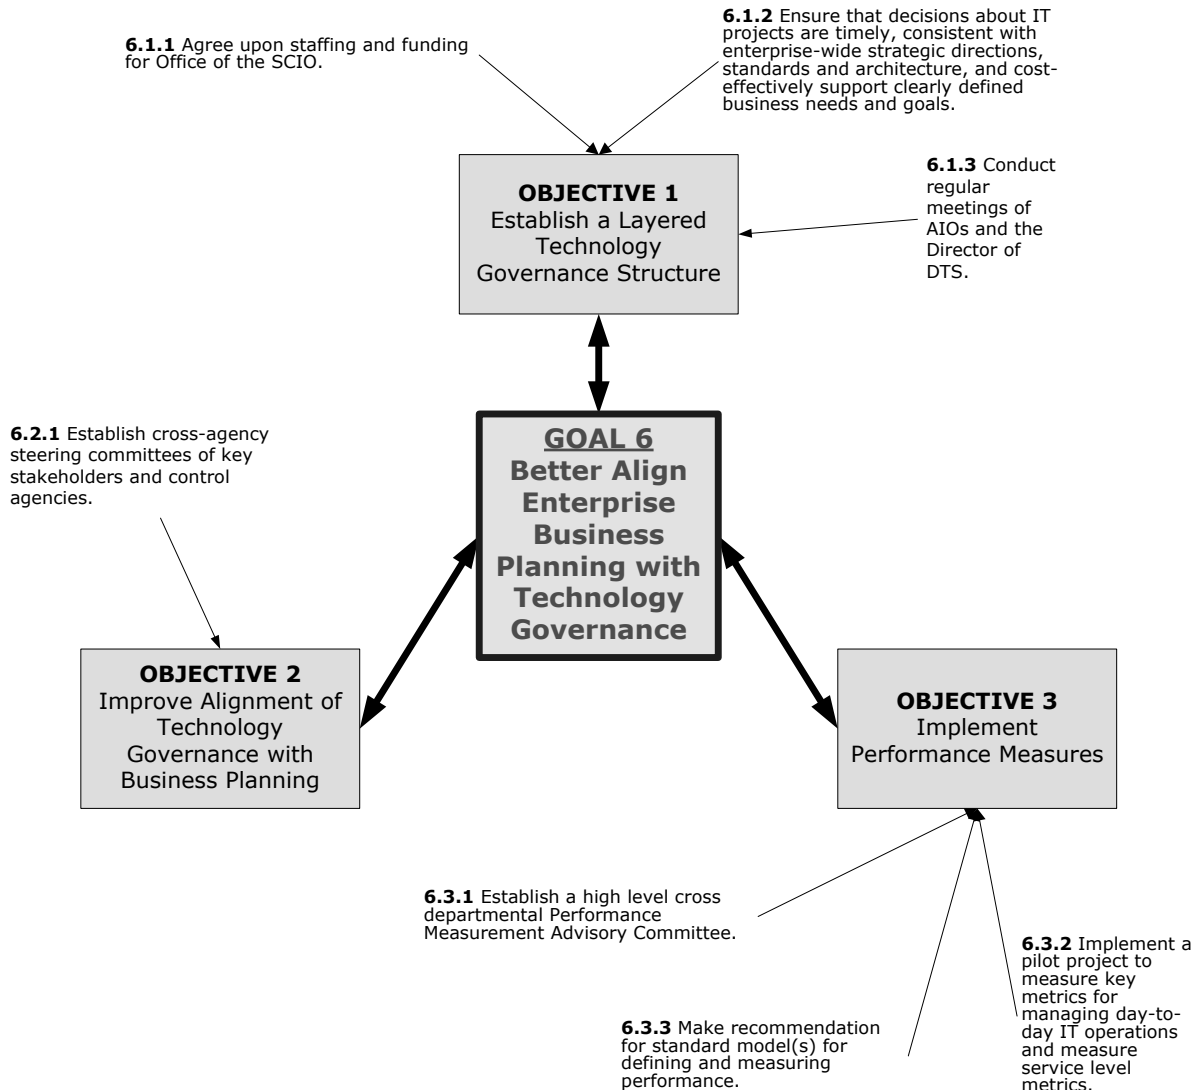 6.1.1 Agree upon staffing and funding
for Office of the SCIO.
6.1.2 Ensure that decisions about IT
projects are timely, consistent with
enterprise-wide strategic directions,
standards and architecture, and cost-
effectively support clearly defined
business needs and goals.
6.1.3 Conduct
regular
meetings of
AIOs and the
Director of
DTS.
OBJECTIVE 1
Establish a Layered
Technology
Governance Structure
GOAL 6
Better Align
Enterprise
Business
Planning with
Technology
Governance
6.2.1 Establish cross-agency
steering committees of key
stakeholders and control
agencies.
OBJECTIVE 2
Improve Alignment of
Technology
Governance with
Business Planning
OBJECTIVE 3
Implement
Performance Measures
6.3.1 Establish a high level cross
departmental Performance
Measurement Advisory Committee.
6.3.2 Implement a
pilot project to
measure key
metrics for
managing day-to-
day IT operations
and measure
service level
metrics.
6.3.3 Make recommendation
for standard model(s) for
defining and measuring
performance.